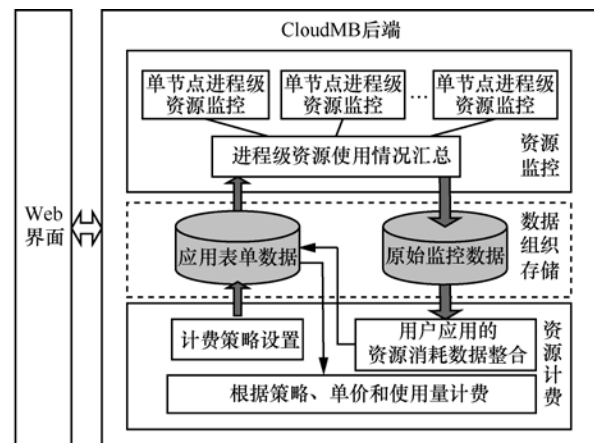 CloudMB后端
单节点进程级
资源监控
单节点进程级
资源监控
…
单节点进程级
资源监控
进程级资源使用情况汇总
资源
监控
Web
界面
应用表单数据
原始监控数据
数据
组织
存储
计费策略设置
用户应用的
资源消耗数据整合
根据策略、单价和使用量计费
资
源
计
费